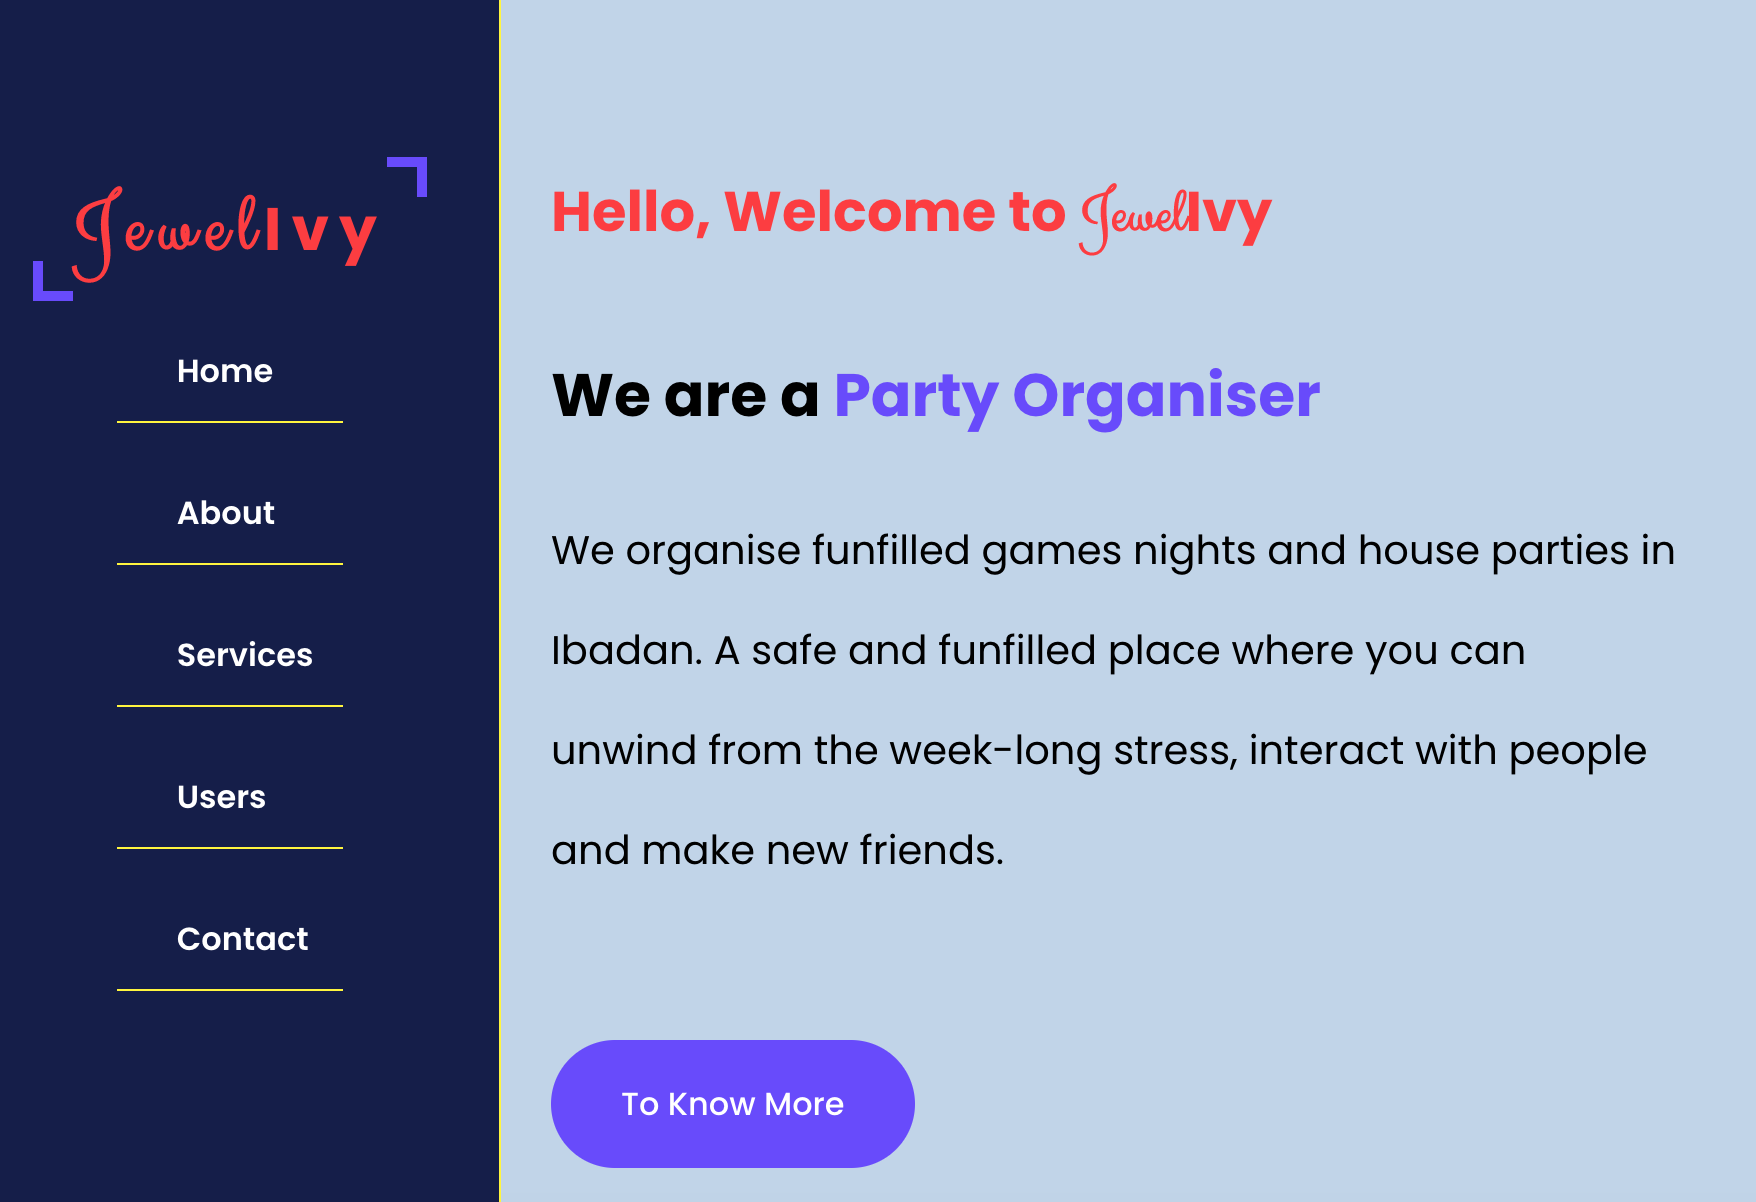 JewelIvy
Home
About
Services
Users
Contact
Hello, Welcome to JewelIvy
We are a Party Organiser
We organise funfilled games nights and house parties in
Ibadan. A safe and funfilled place where you can
unwind from the week-long stress, interact with people
and make new friends.
To Know More